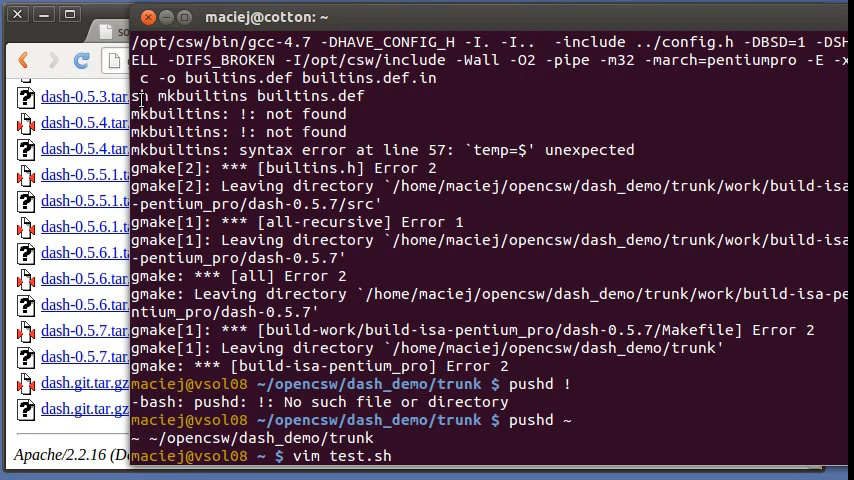 maciej@cotton: ~
so
dash-0.5.3.tar.
dash-0.5.4.tar.
dash-0.5.4.tar.
dash-0.5.5.1.ta
dash-0.5.5.1.ta
dash-0.5.6.1.ta
dash-0.5.6.1.ta
dash-0.5.6.tar.
dash-0.5.6.tar.
dash-0.5.7.tar.
dash-0.5.7.tar.
dash.git.tar.gz
dash.git.tar.gz
Apache/2.2.16 (De
/opt/csw/bin/gcc-4.7 -DHAVE_CONFIG_H -I. -I.. -include ../config.h -DBSD=1 -DSH
ELL -DIFS_BROKEN -I/opt/csw/include -Wall -O2 -pipe -m32 -march=pentiumpro -E -x
c -o builtins.def builtins.def.in
sh mkbuiltins builtins.def
mkbuiltins: !: not found
mkbuiltins: !: not found
mkbuiltins: syntax error at line 57: `temp=$' unexpected
gmake[2]: *** [builtins.h] Error 2
gmake[2]: Leaving directory `/home/maciej/opencsw/dash_demo/trunk/work/build-isa
-pentium_pro/dash-0.5.7/src'
gmake[1]: *** [all-recursive] Error 1
gmake[1]: Leaving directory `/home/maciej/opencsw/dash_demo/trunk/work/build-isa
-pentium_pro/dash-0.5.7'
gmake: *** [all] Error 2
gmake: Leaving directory `/home/maciej/opencsw/dash_demo/trunk/work/build-isa-pe
ntium_pro/dash-0.5.7'
gmake[1]: *** [build-work/build-isa-pentium_pro/dash-0.5.7/Makefile] Error 2
gmake[1]: Leaving directory `/home/maciej/opencsw/dash_demo/trunk'
gmake: *** [build-isa-pentium_pro] Error 2
maciej@vsol08 ~/opencsw/dash_demo/trunk $ pushd !
-bash: pushd: !: No such file or directory
maciej@vsol08 ~/opencsw/dash_demo/trunk $ pushd ~
~ ~/opencsw/dash_demo/trunk
maciej@vsol08 ~ $ vim test.sh